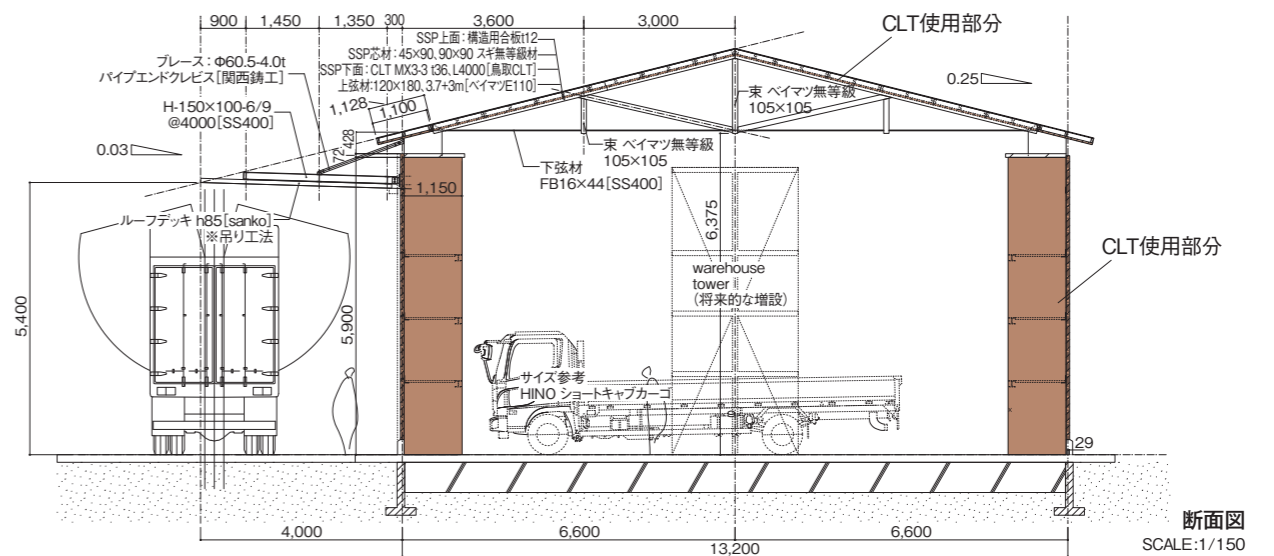 900
1,450
1,350
300
3,600
3,000
CLT使用部分
SSP上面：構造用合板t12
SSP芯材：45×90、90×90 スギ無等級材
SSP下面：CLT MX3-3 t36、L4000[鳥取CLT]
上弦材：120×180、3.7+3m[ベイマツE110]
ブレース：Φ60.5-4.0t
パイプエンドクレビス[関西鋳工]
H-150×100-6/9
@4000[SS400]
1,128
1,100
0.25
束 ベイマツ無等級
105×105
0.03
72
428
束 ベイマツ無等級
105×105
下弦材
FB16×44[SS400]
1,150
ルーフデッキ h85[sanko]
※吊り工法
6,375
CLT使用部分
warehouse
tower
（将来的な増設）
5,400
5,900
サイズ参考
HINO ショートキャブカーゴ
29
4,000
6,600
6,600
13,200
断面図
SCALE:1/150